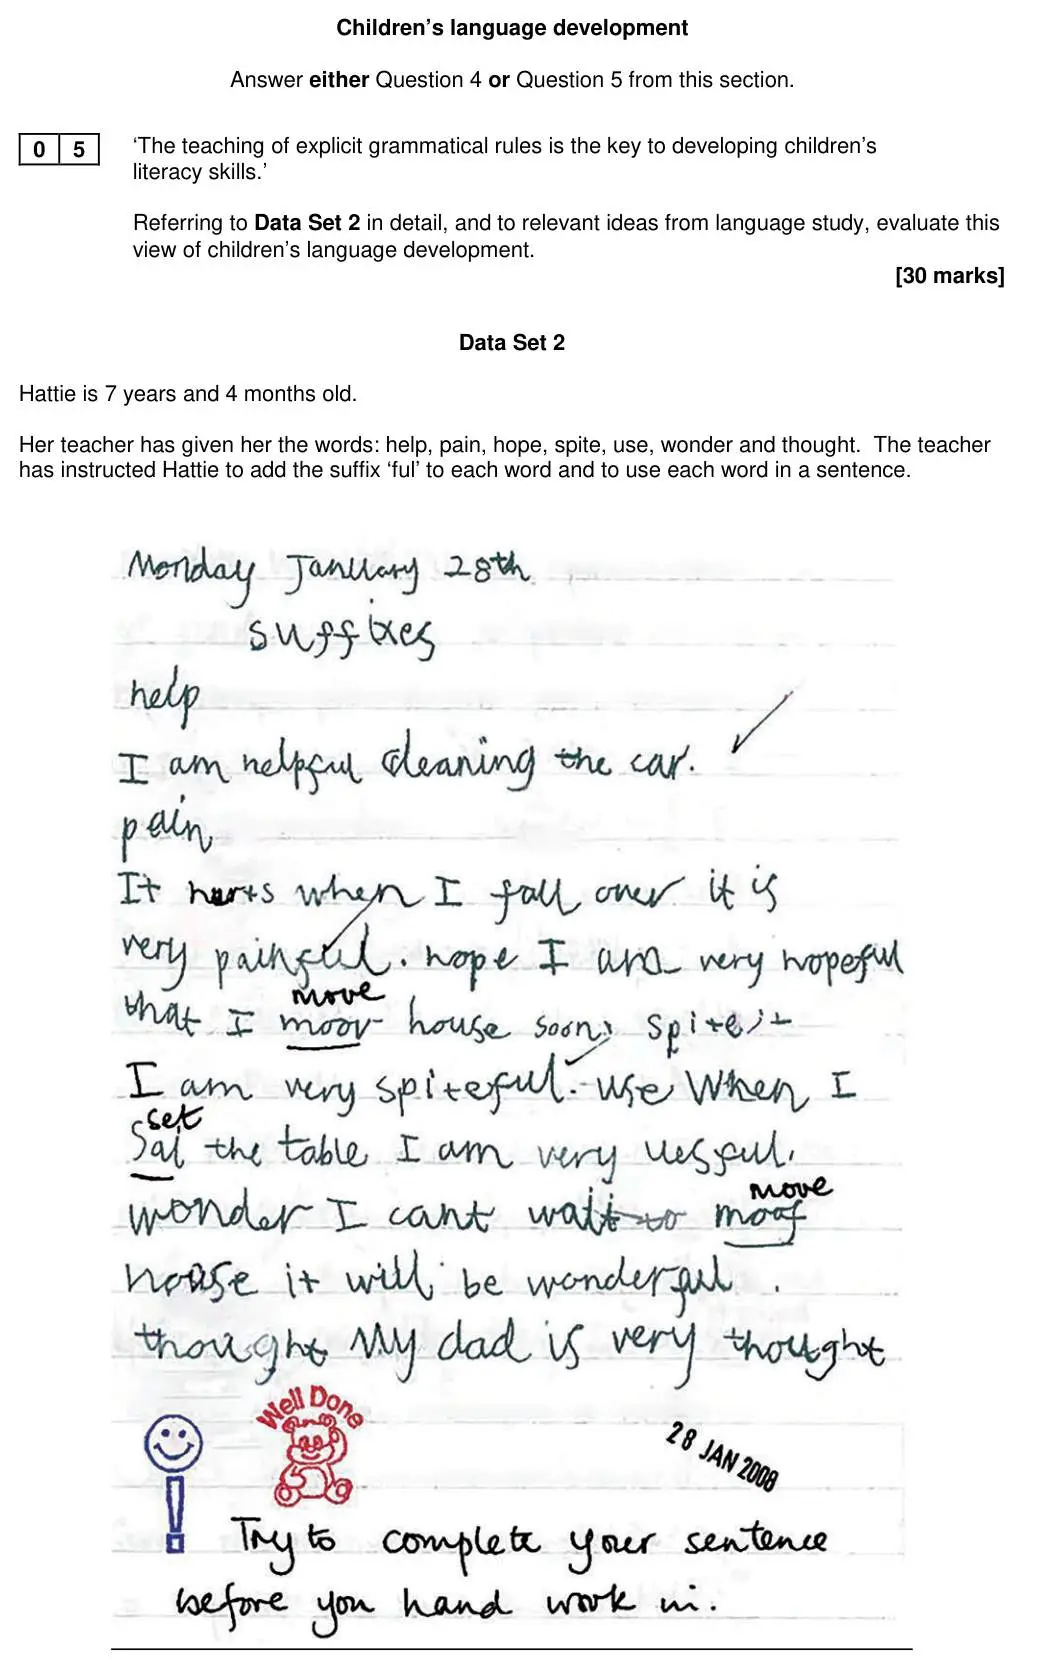 Children's language development
Answer either Question 4 or Question 5 from this section.
0 5
'The teaching of explicit grammatical rules is the key to developing children's
literacy skills.'
Referring to Data Set 2 in detail, and to relevant ideas from language study, evaluate this
view of children's language development.
[30 marks]
Data Set 2
Hattie is 7 years and 4 months old.
Her teacher has given her the words: help, pain, hope, spite, use, wonder and thought. The teacher
has instructed Hattie to add the suffix 'ful' to each word and to use each word in a sentence.
Monday January 28th
suffixes
help
I am helpful cleaning the car.
pain
It hurts when I fall over it is
very painful. hope I am very hopeful
move
that I moov house soon. spite it
I am very spiteful. use When I
set
Sat the table I am very uesful.
move
wonder I cant wait to moof
house it will be wonderful.
thought My dad is very thought
Well Done
28 JAN 2008
Try to complete your sentence
before you hand work in.